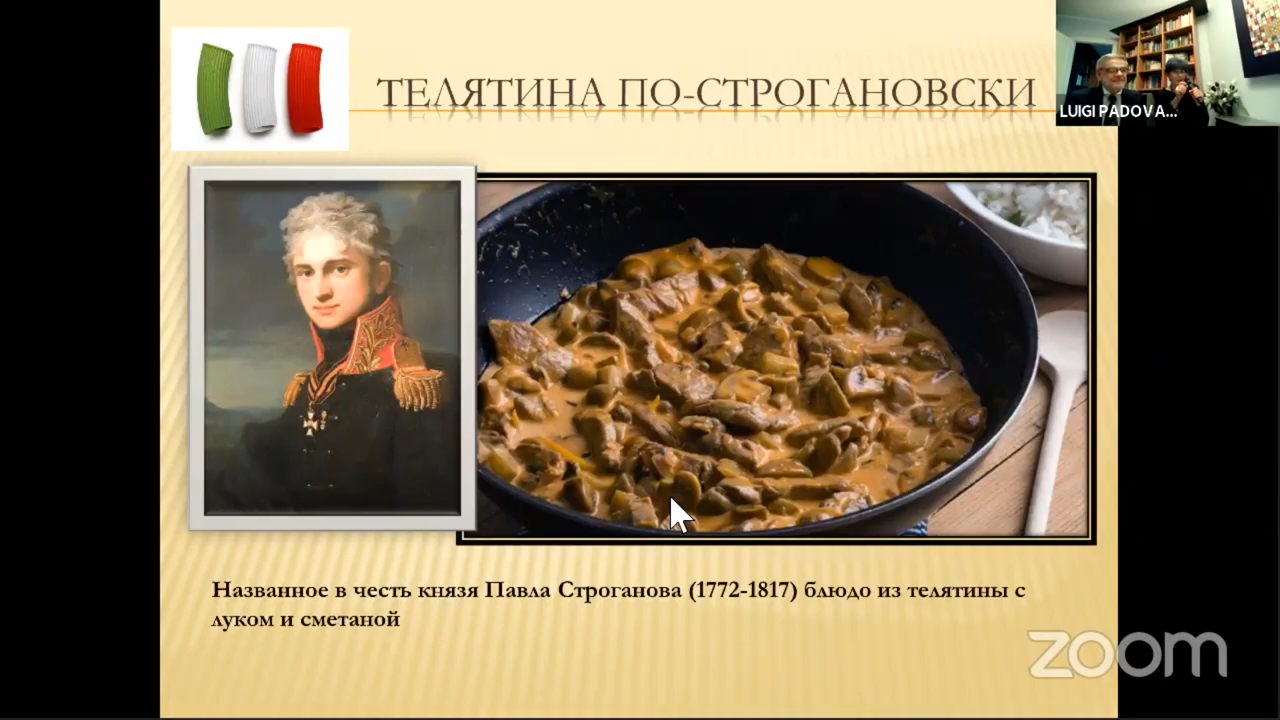 ТЕЛЯТИНА ПО-СТРОГАНОВСКИ
LUIGI PADOVA...
Названное в честь князя Павла Строганова (1772-1817) блюдо из телятины с
луком и сметаной
zoom